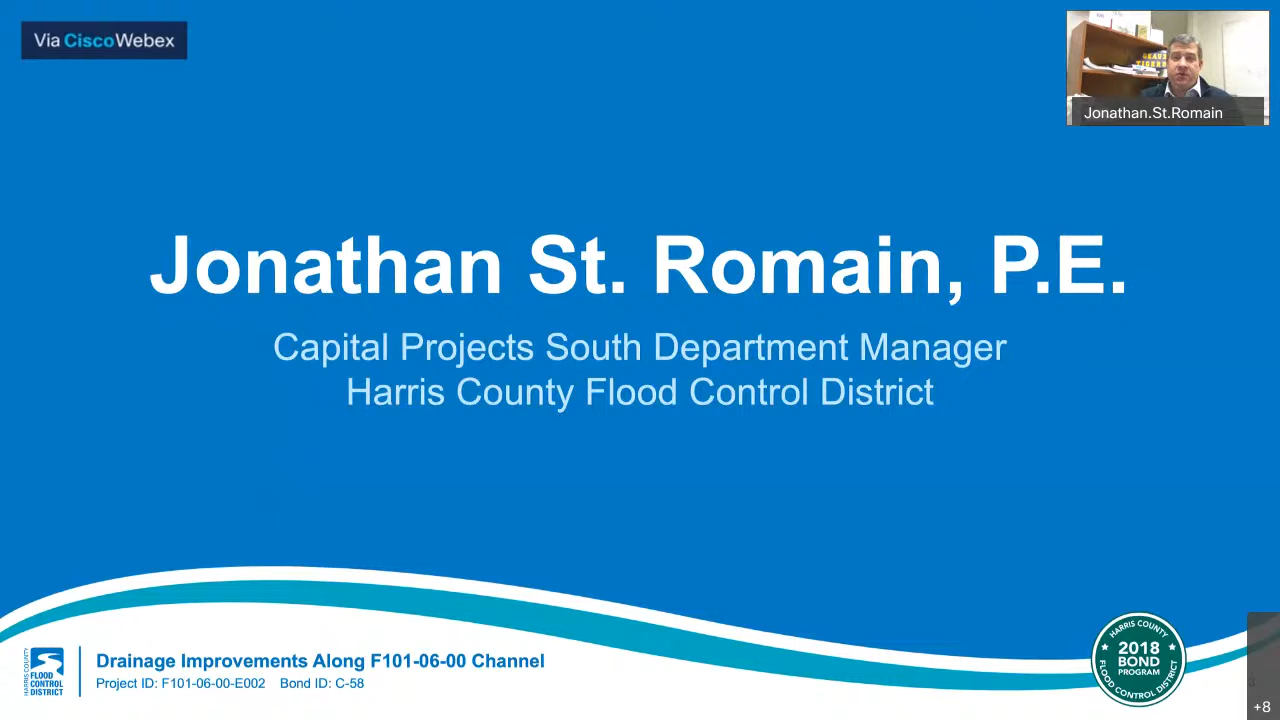 Via CiscoWebex
Jonathan.St.Romain
Jonathan St. Romain, P.E.
Capital Projects South Department Manager
Harris County Flood Control District
HARRIS COUNTY
FLOOD
CONTROL
DISTRICT
Drainage Improvements Along F101-06-00 Channel
Project ID: F101-06-00-E002 Bond ID: C-58
HARRIS COUNTY
2018
BOND
PROGRAM
FLOOD CONTROL DISTRICT
3
+8